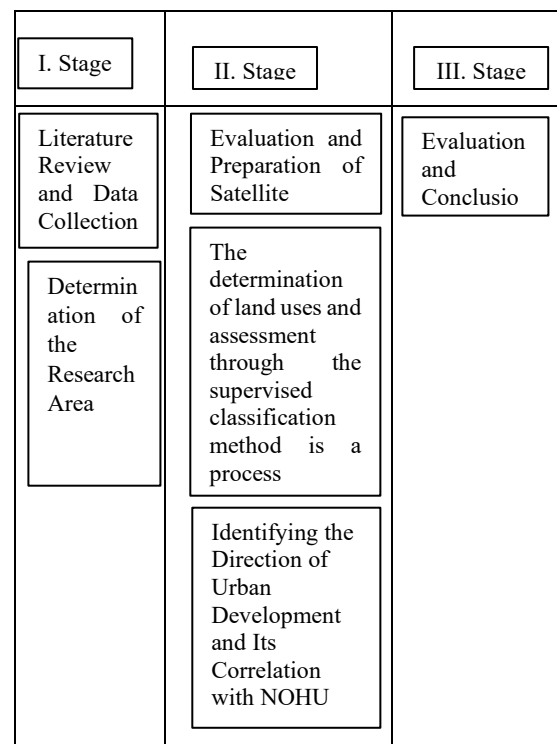 I. Stage
II. Stage
III. Stage
Literature
Review
and Data
Collection
Determin
ation of
the
Research
Area
Evaluation and
Preparation of
Satellite
The
determination
of land uses and
assessment
through the
supervised
classification
method is a
process
Identifying the
Direction of
Urban
Development
and Its
Correlation
with NOHU
Evaluation
and
Conclusio